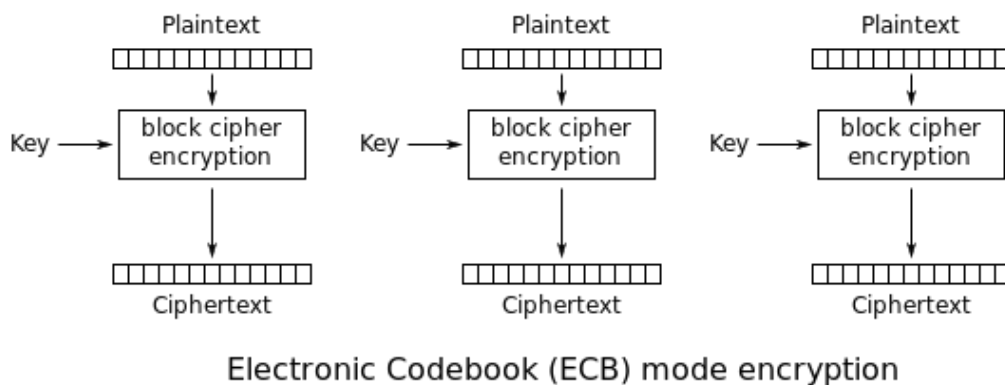 Plaintext Plaintext Plaintext
Key block cipher encryption Key block cipher encryption Key block cipher encryption
Ciphertext Ciphertext Ciphertext
Electronic Codebook (ECB) mode encryption